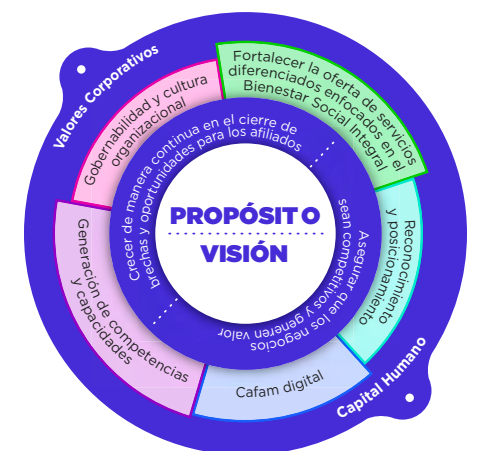 Valores Corporativos
Gobernabilidad y cultura
organizacional
Fortalecer la oferta de servicios
diferenciados enfocados en el
Bienestar Social Integral
Crecer de manera continua en el cierre de
brechas y oportunidades para los afiliados
PROPÓSITO
VISIÓN
Asegurar que los negocios
sean competitivos y generen valor
Reconocimiento
y posicionamiento
Generación de competencias
y capacidades
Cafam digital
Capital Humano